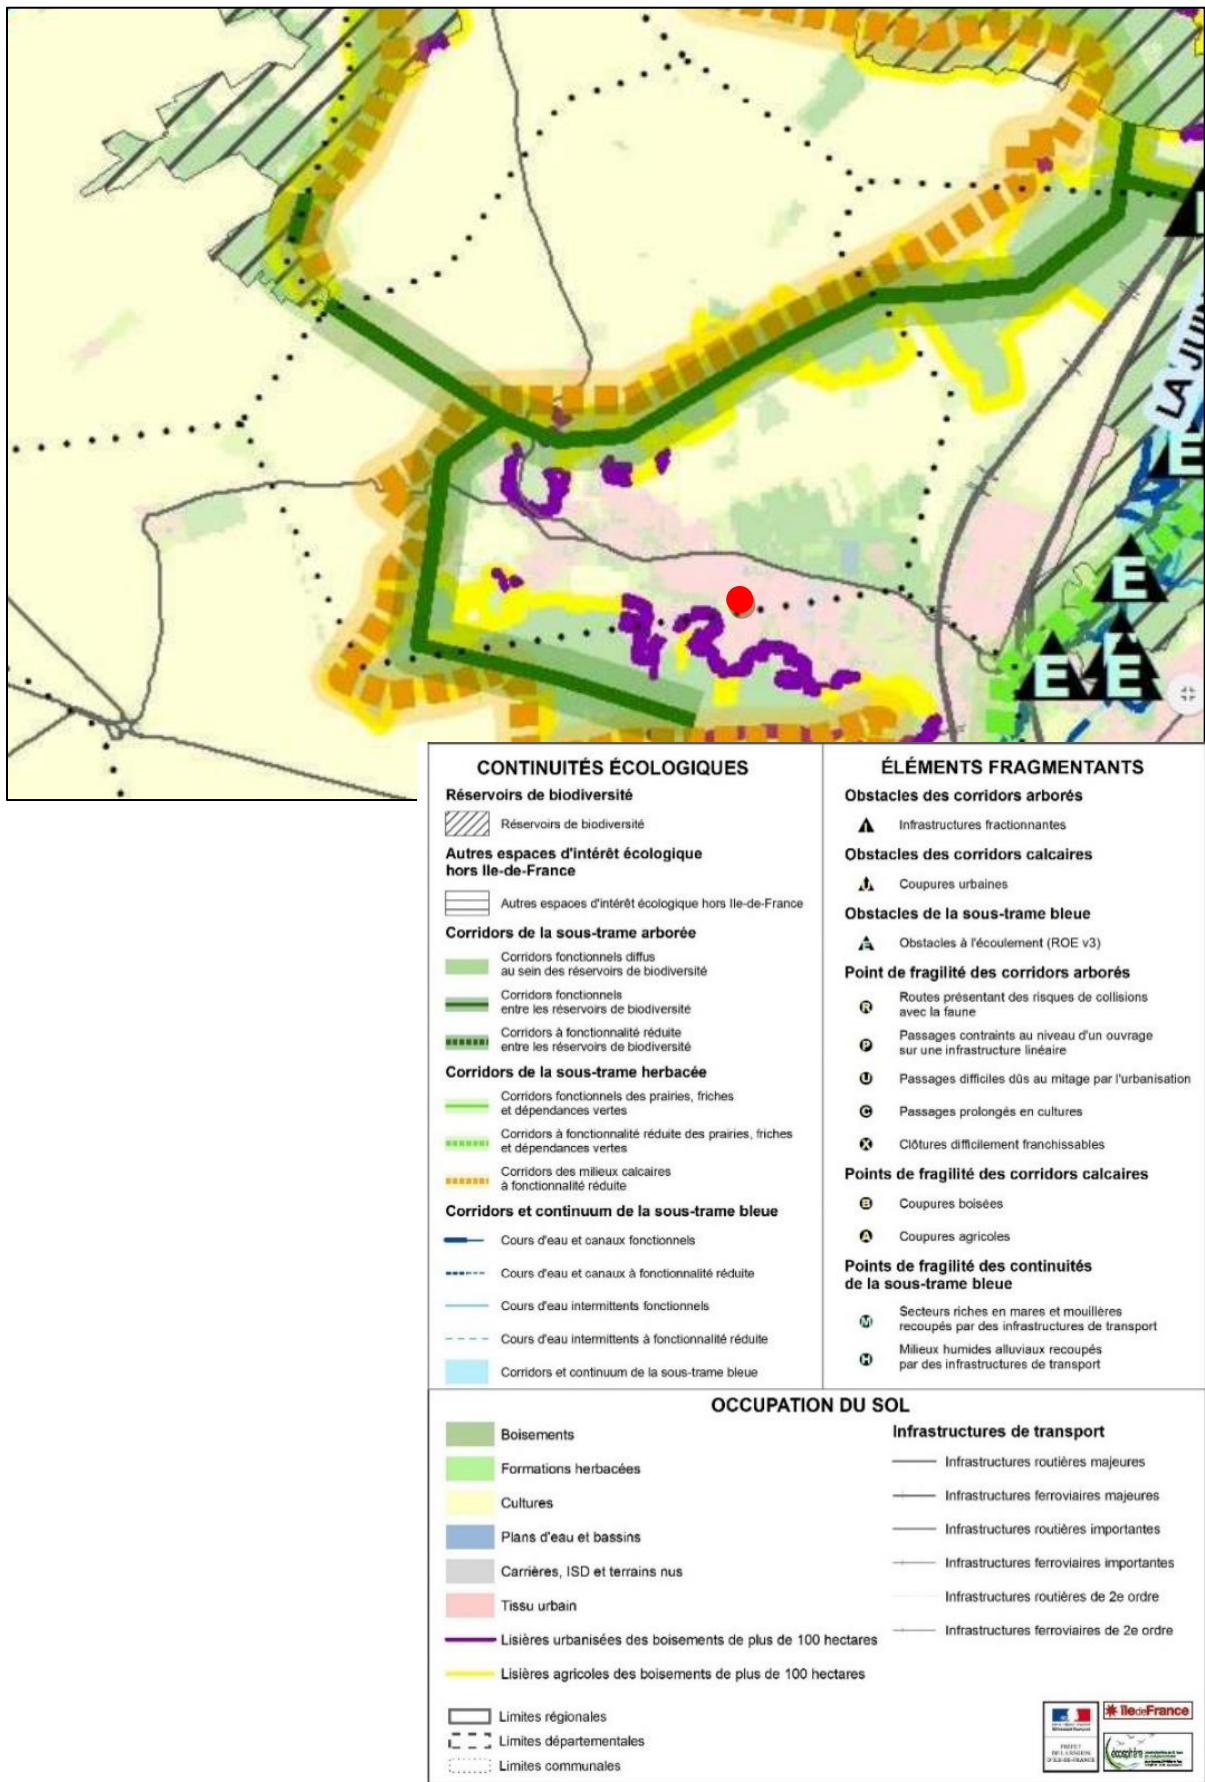 LA JUIN
E
E
E
E
CONTINUITÉS ÉCOLOGIQUES
Réservoirs de biodiversité
Réservoirs de biodiversité
Autres espaces d'intérêt écologique
hors Ile-de-France
Autres espaces d'intérêt écologique hors Ile-de-France
Corridors de la sous-trame arborée
Corridors fonctionnels diffus
au sein des réservoirs de biodiversité
Corridors fonctionnels
entre les réservoirs de biodiversité
Corridors à fonctionnalité réduite
entre les réservoirs de biodiversité
Corridors de la sous-trame herbacée
Corridors fonctionnels des prairies, friches
et dépendances vertes
Corridors à fonctionnalité réduite des prairies, friches
et dépendances vertes
Corridors des milieux calcaires
à fonctionnalité réduite
Corridors et continuum de la sous-trame bleue
Cours d'eau et canaux fonctionnels
Cours d'eau et canaux à fonctionnalité réduite
Cours d'eau intermittents fonctionnels
Cours d'eau intermittents à fonctionnalité réduite
Corridors et continuum de la sous-trame bleue
ÉLÉMENTS FRAGMENTANTS
Obstacles des corridors arborés
I Infrastructures fractionnantes
Obstacles des corridors calcaires
U Coupures urbaines
Obstacles de la sous-trame bleue
E Obstacles à l'écoulement (ROE v3)
Point de fragilité des corridors arborés
R Routes présentant des risques de collisions
avec la faune
P Passages contraints au niveau d'un ouvrage
sur une infrastructure linéaire
U Passages difficiles dûs au mitage par l'urbanisation
C Passages prolongés en cultures
X Clôtures difficilement franchissables
Points de fragilité des corridors calcaires
B Coupures boisées
A Coupures agricoles
Points de fragilité des continuités
de la sous-trame bleue
M Secteurs riches en mares et mouillères
recoupés par des infrastructures de transport
H Milieux humides alluviaux recoupés
par des infrastructures de transport
OCCUPATION DU SOL
Boisements
Formations herbacées
Cultures
Plans d'eau et bassins
Carrières, ISD et terrains nus
Tissu urbain
Lisières urbanisées des boisements de plus de 100 hectares
Lisières agricoles des boisements de plus de 100 hectares
Limites régionales
Limites départementales
Limites communales
Infrastructures de transport
Infrastructures routières majeures
Infrastructures ferroviaires majeures
Infrastructures routières importantes
Infrastructures ferroviaires importantes
Infrastructures routières de 2e ordre
Infrastructures ferroviaires de 2e ordre
PRÉFET
DE LA RÉGION
D'ILE-DE-FRANCE
îledeFrance
écosphère